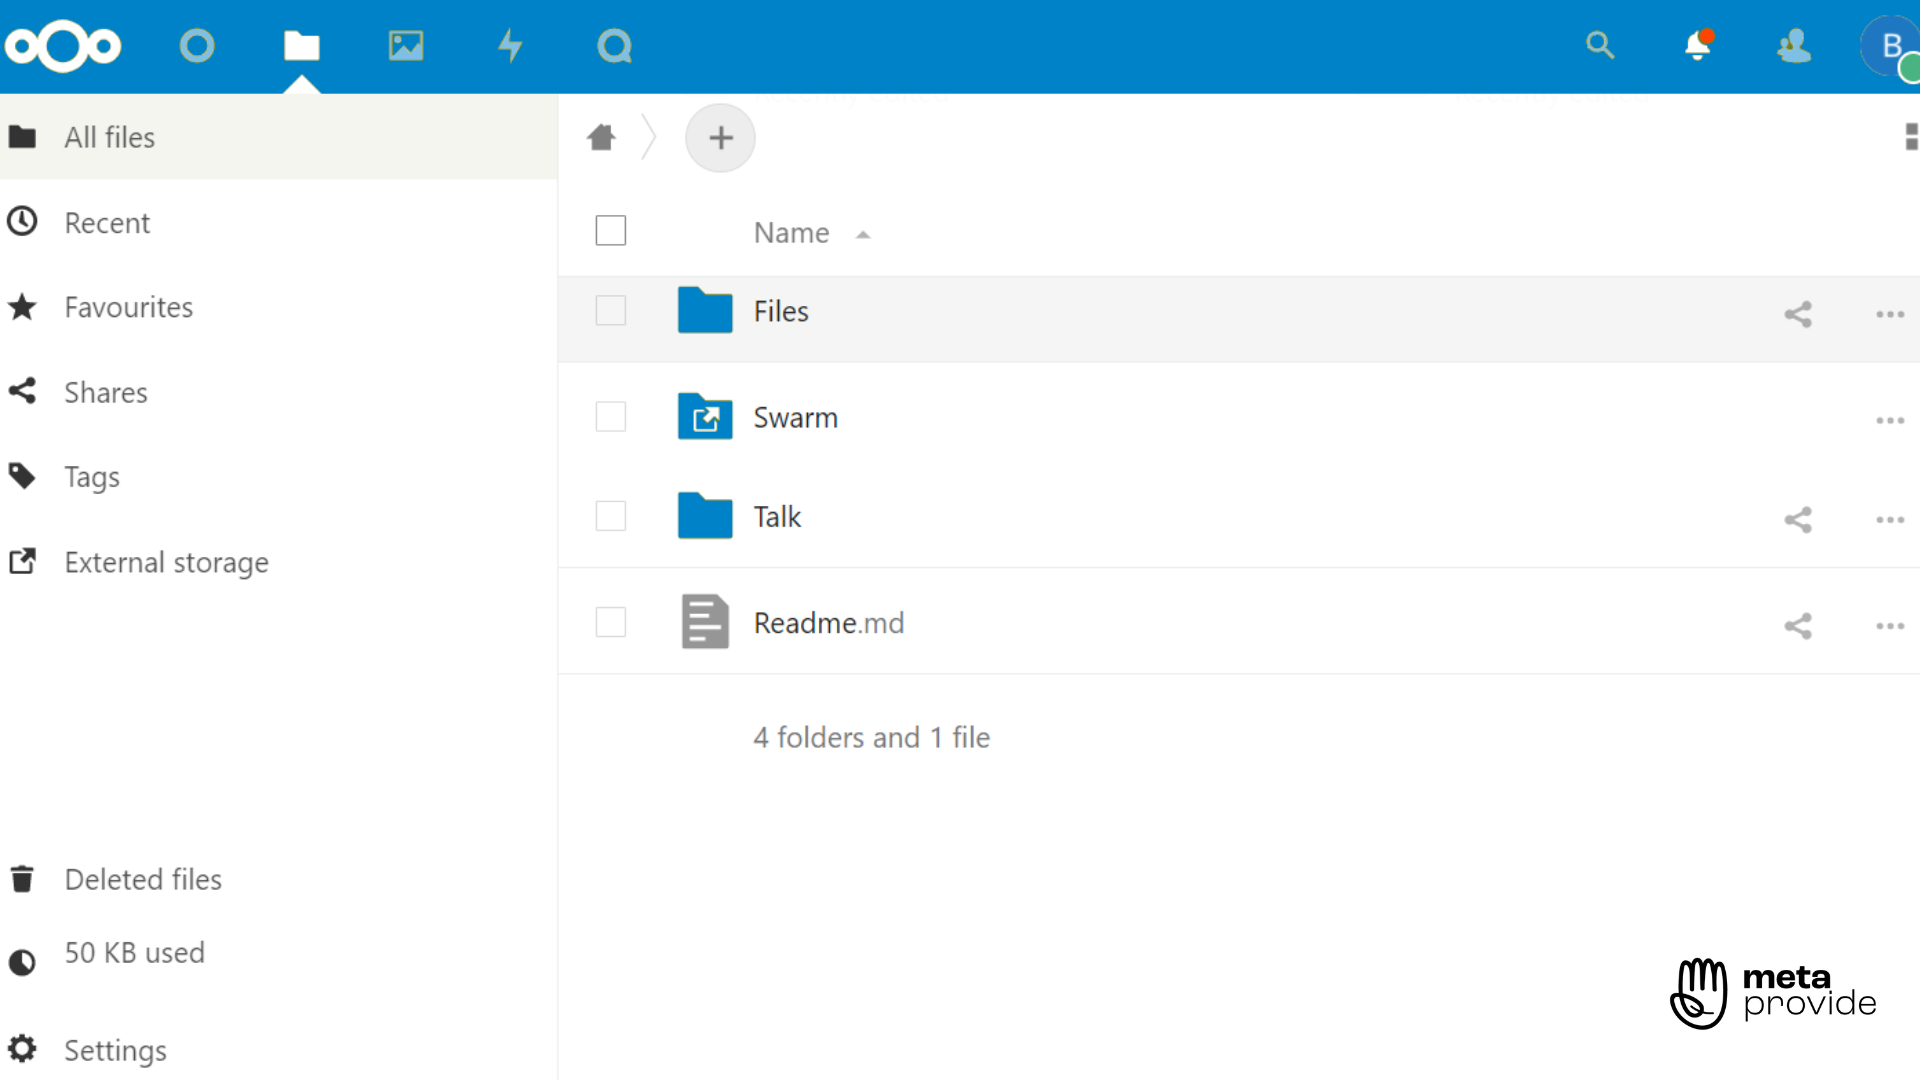 B
All files
Recent
Favourites
Shares
Tags
External storage
Deleted files
50 KB used
Settings
Name
Files
Swarm
Talk
Readme.md
4 folders and 1 file
meta
provide